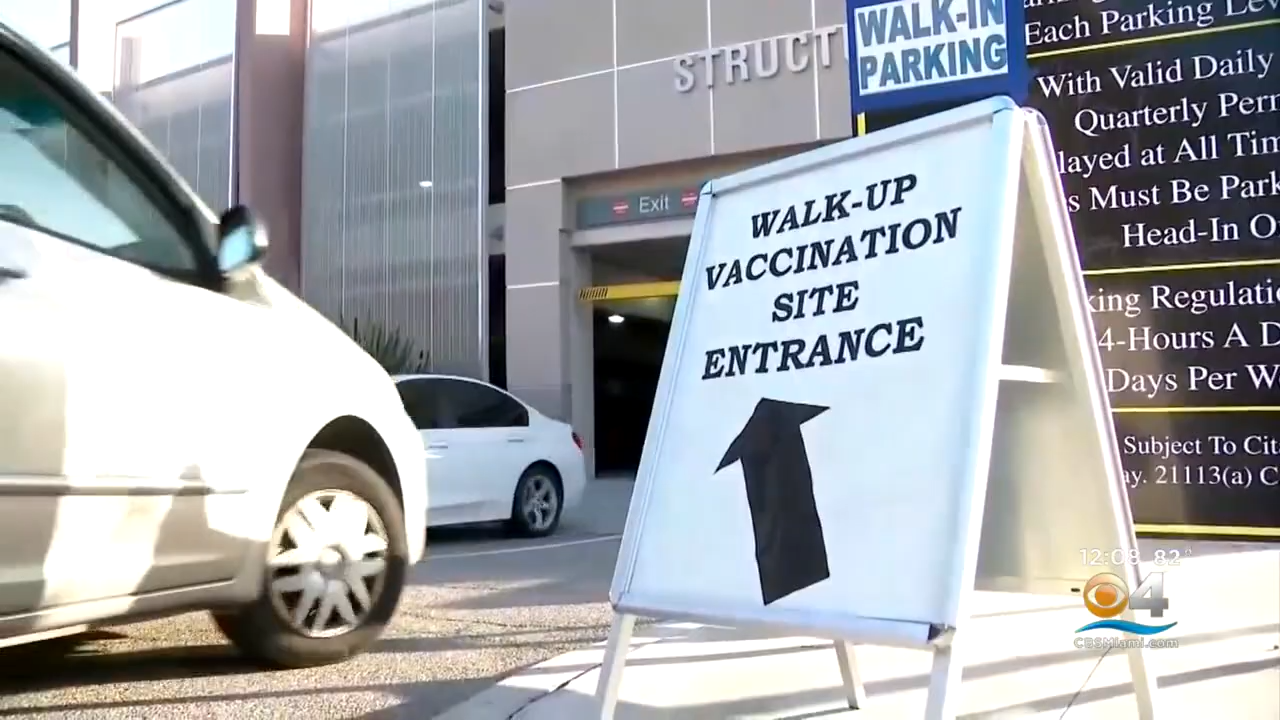 WALK-IN
PARKING
STRUCT
Exit
WALK-UP
VACCINATION
SITE
ENTRANCE
Each Parking Lev
With Valid Daily
Quarterly Perm
layed at All Tim
s Must Be Park
Head-In O
king Regulatio
4-Hours A D
Days Per W
Subject To Cit
ay. 21113(a) C
12:08 82°
4
CBSMiami.com